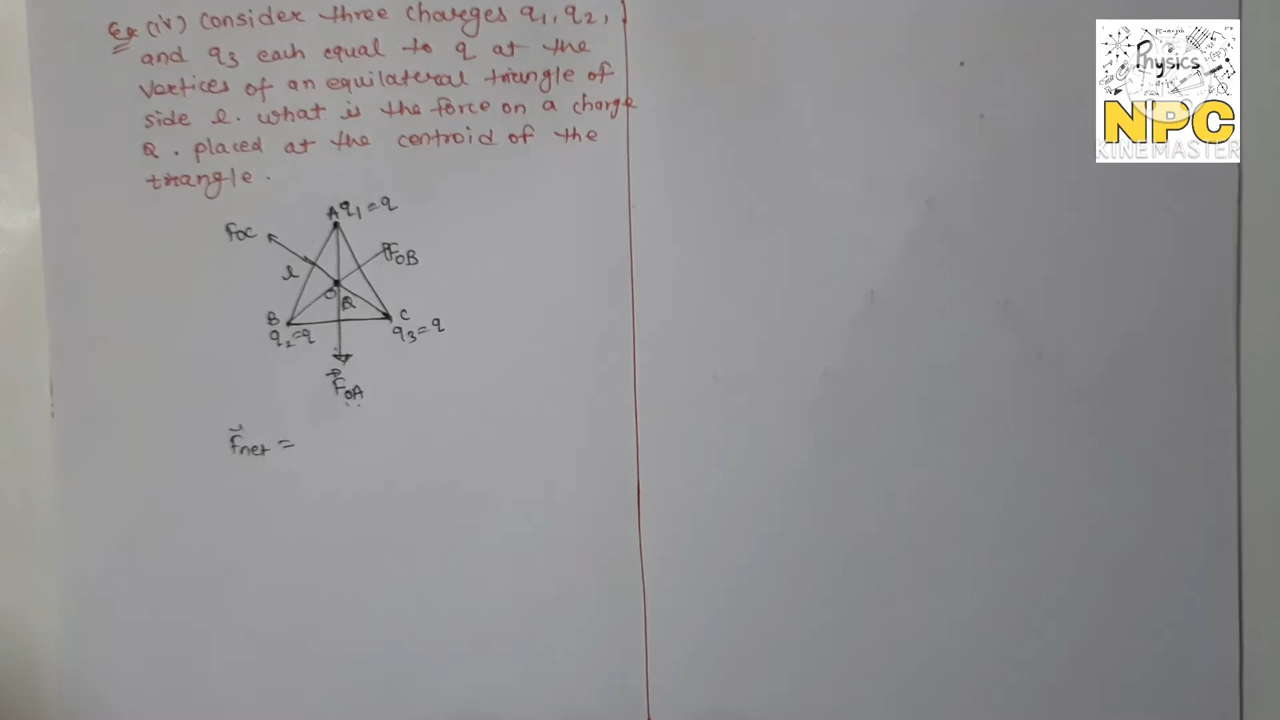 Ex (iv) Consider three charges q1, q2,
and q3 each equal to q at the
vertices of an equilateral triangle of
side l. what is the force on a charge
Q. placed at the centroid of the
triangle.
A q1 = q
FOC
FOB
l
O
Q
B
C
q2 = q
q3 = q
FOA
Fnet =
Physics
NPC
KINEMASTER